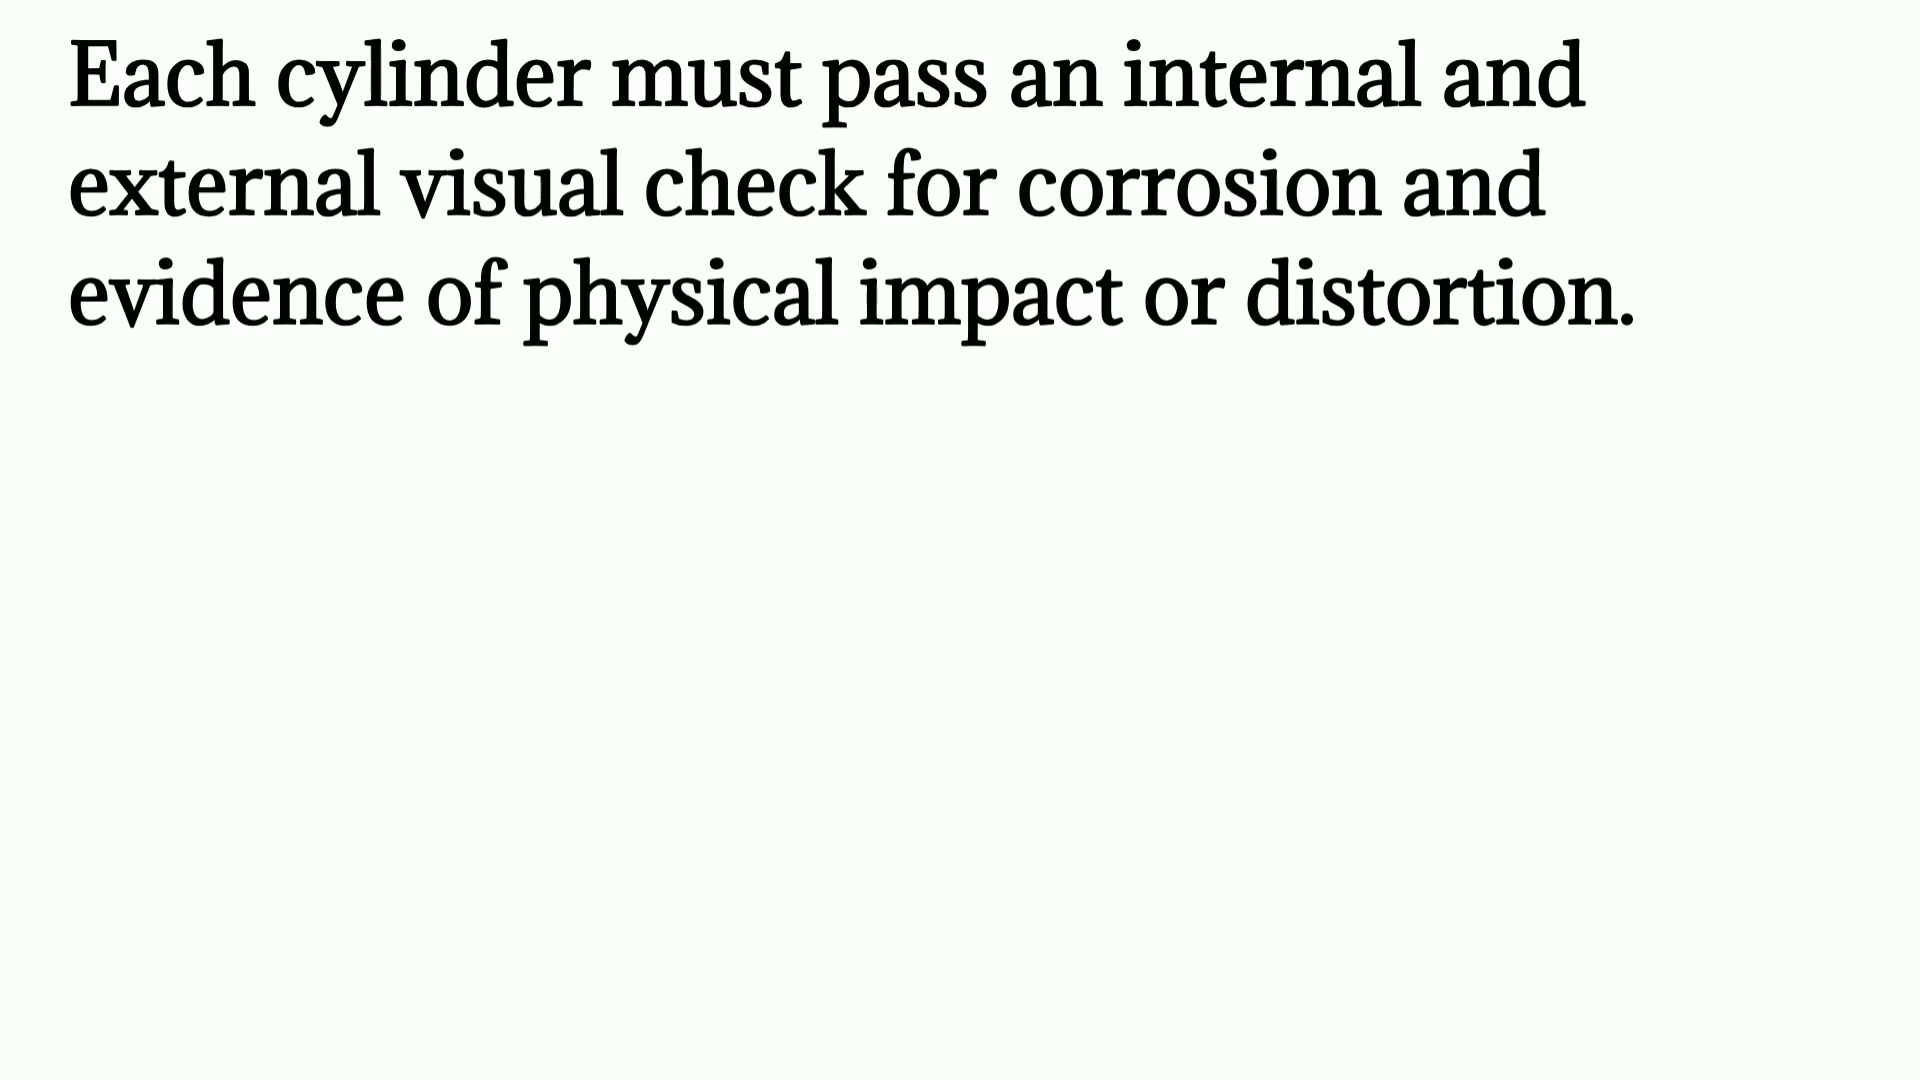 Each cylinder must pass an internal and
external visual check for corrosion and
evidence of physical impact or distortion.